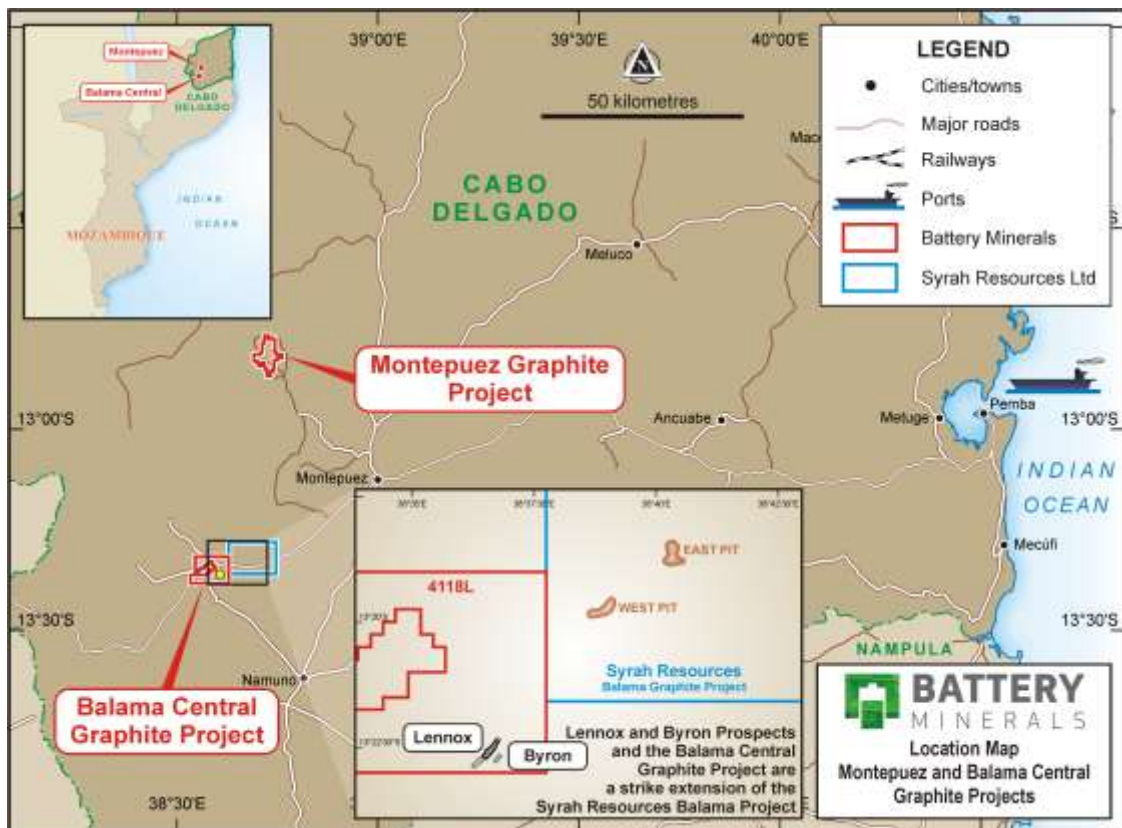 Montepuez
Balama Central
CABO
DELGADO
INDIAN
OCEAN
MOZAMBIQUE
39°00'E
39°30'E
40°00'E
50 kilometres
N
LEGEND
Cities/towns
Major roads
Railways
Ports
Battery Minerals
Syrah Resources Ltd
CABO
DELGADO
Meluco
Montepuez Graphite
Project
13°00'S
Ancuabe
Metuge
Pemba
13°00'S
Montepuez
INDIAN
OCEAN
Mecúfi
13°30'S
13°30'S
NAMPULA
Namuno
Balama Central
Graphite Project
38°30'E
4118L
EAST PIT
WEST PIT
Syrah Resources
Balama Graphite Project
Lennox
Byron
Lennox and Byron Prospects
and the Balama Central
Graphite Project are
a strike extension of the
Syrah Resources Balama Project
BATTERY
MINERALS
Location Map
Montepuez and Balama Central
Graphite Projects